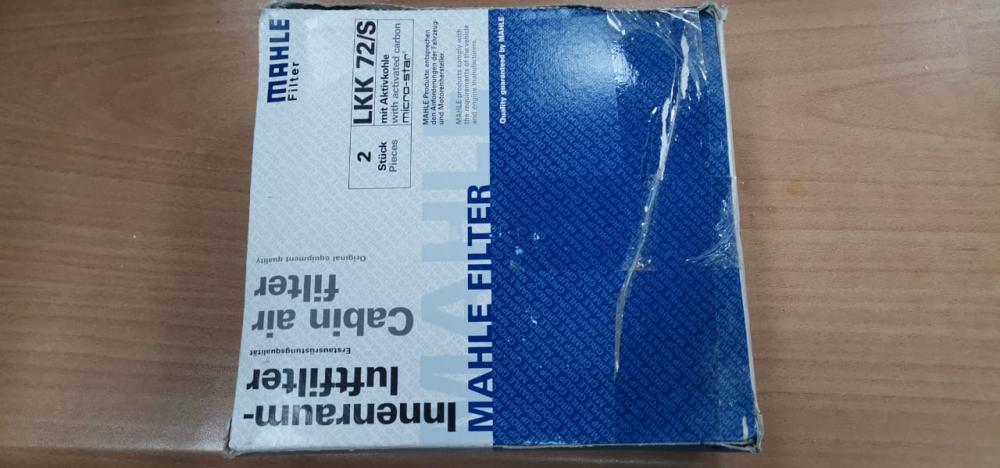 MAHLE
Filter
2
Stück
Pieces
LKK 72/S
mit Aktivkohle
with activated carbon
micro-star®
MAHLE Produkte entsprechen
den Anforderungen der Fahrzeug-
und Motorenhersteller.
MAHLE products comply with
the requirements of the vehicle
and engine manufacturers.
Quality guaranteed by MAHLE
MAHLE
MAHLE FILTER
Innenraum-
luftfilter
Erstausrüstungsqualität
Cabin air
filter
Original equipment quality